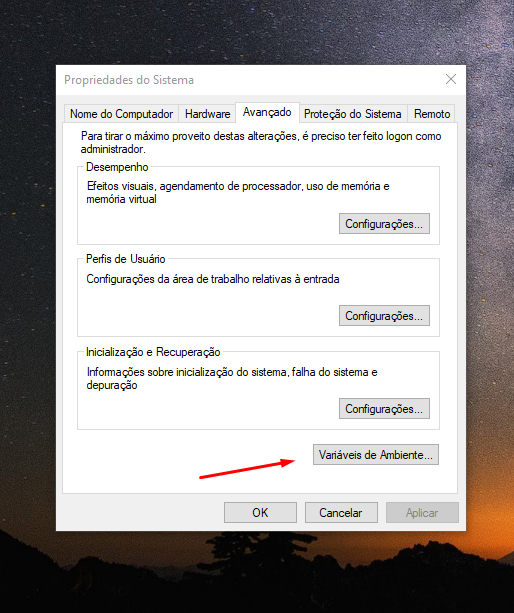 Propriedades do Sistema
Nome do Computador Hardware Avançado Proteção do Sistema Remoto
Para tirar o máximo proveito destas alterações, é preciso ter feito logon como
administrador.
Desempenho
Efeitos visuais, agendamento de processador, uso de memória e
memória virtual
Configurações...
Perfis de Usuário
Configurações da área de trabalho relativas à entrada
Configurações...
Inicialização e Recuperação
Informações sobre inicialização do sistema, falha do sistema e
depuração
Configurações...
Variáveis de Ambiente...
OK Cancelar Aplicar